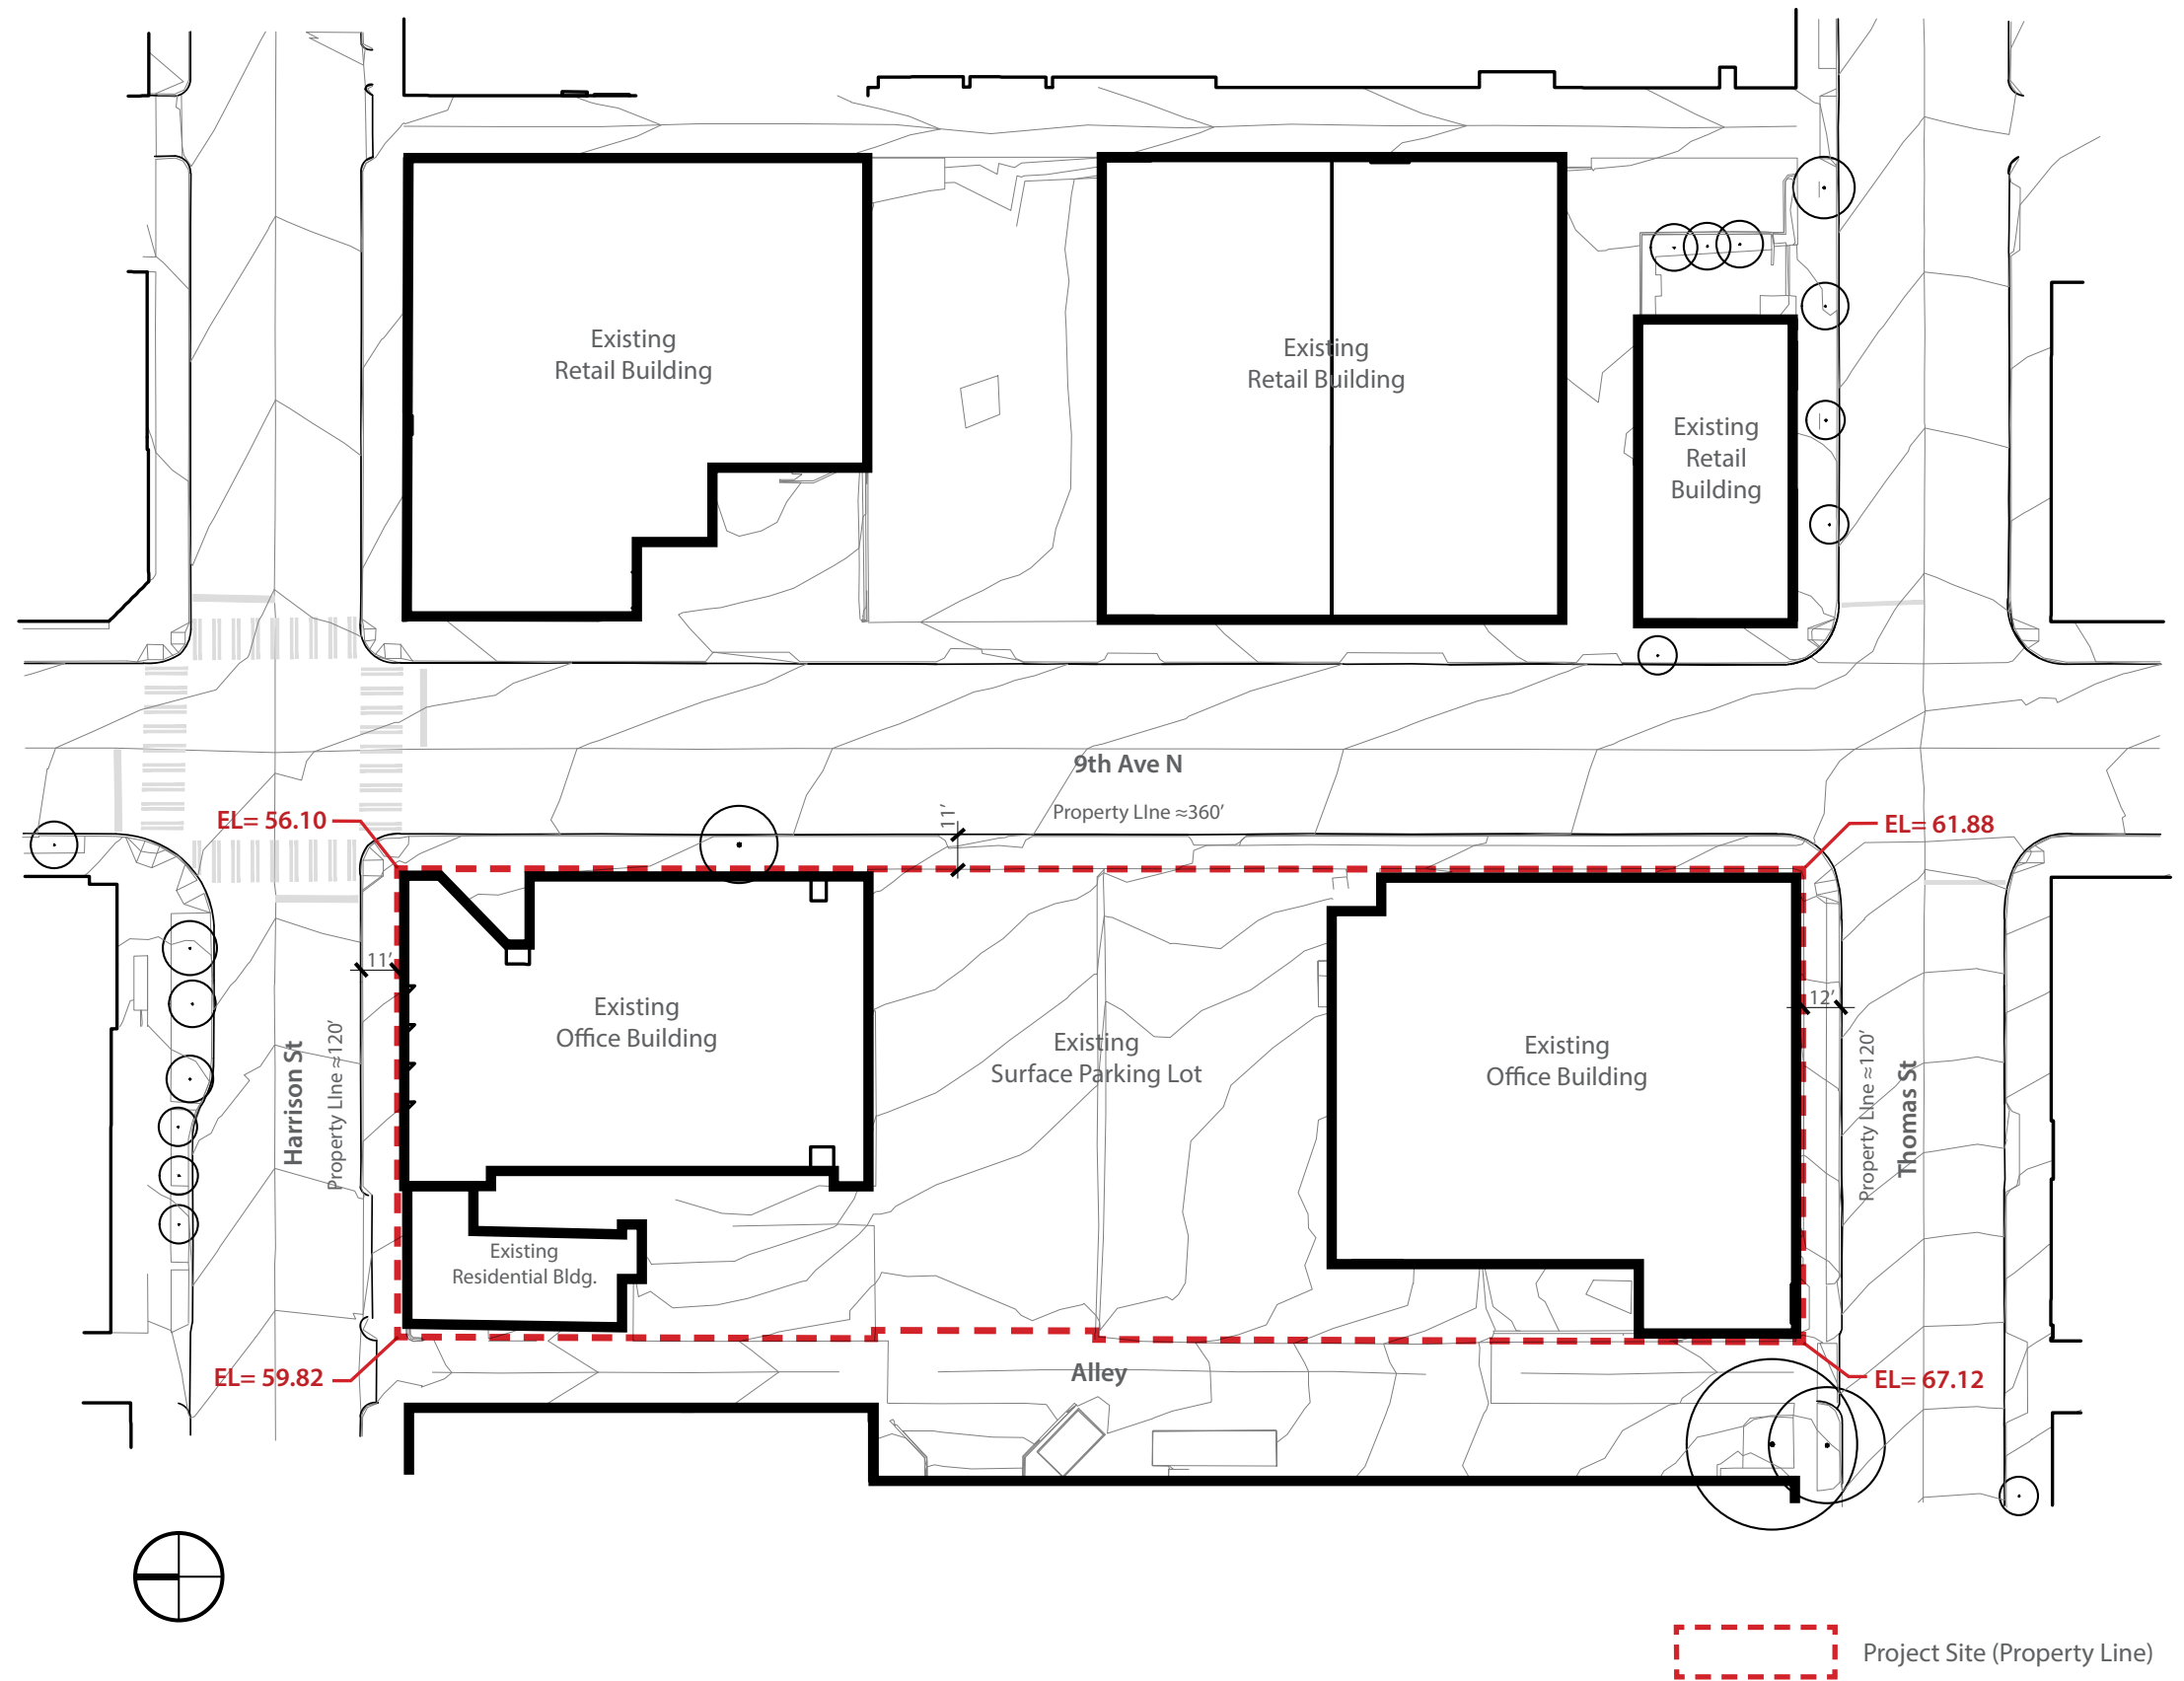 Existing
Retail Building
Existing
Retail Building
Existing
Retail
Building
9th Ave N
Property LIne ≈360’
11’
EL= 56.10
EL= 61.88
11’
Harrison St
Property LIne ≈120’
Existing
Office Building
Existing
Surface Parking Lot
Existing
Office Building
12’
Property LIne ≈120’
Thomas St
Existing
Residential Bldg.
EL= 59.82
Alley
EL= 67.12
Project Site (Property Line)